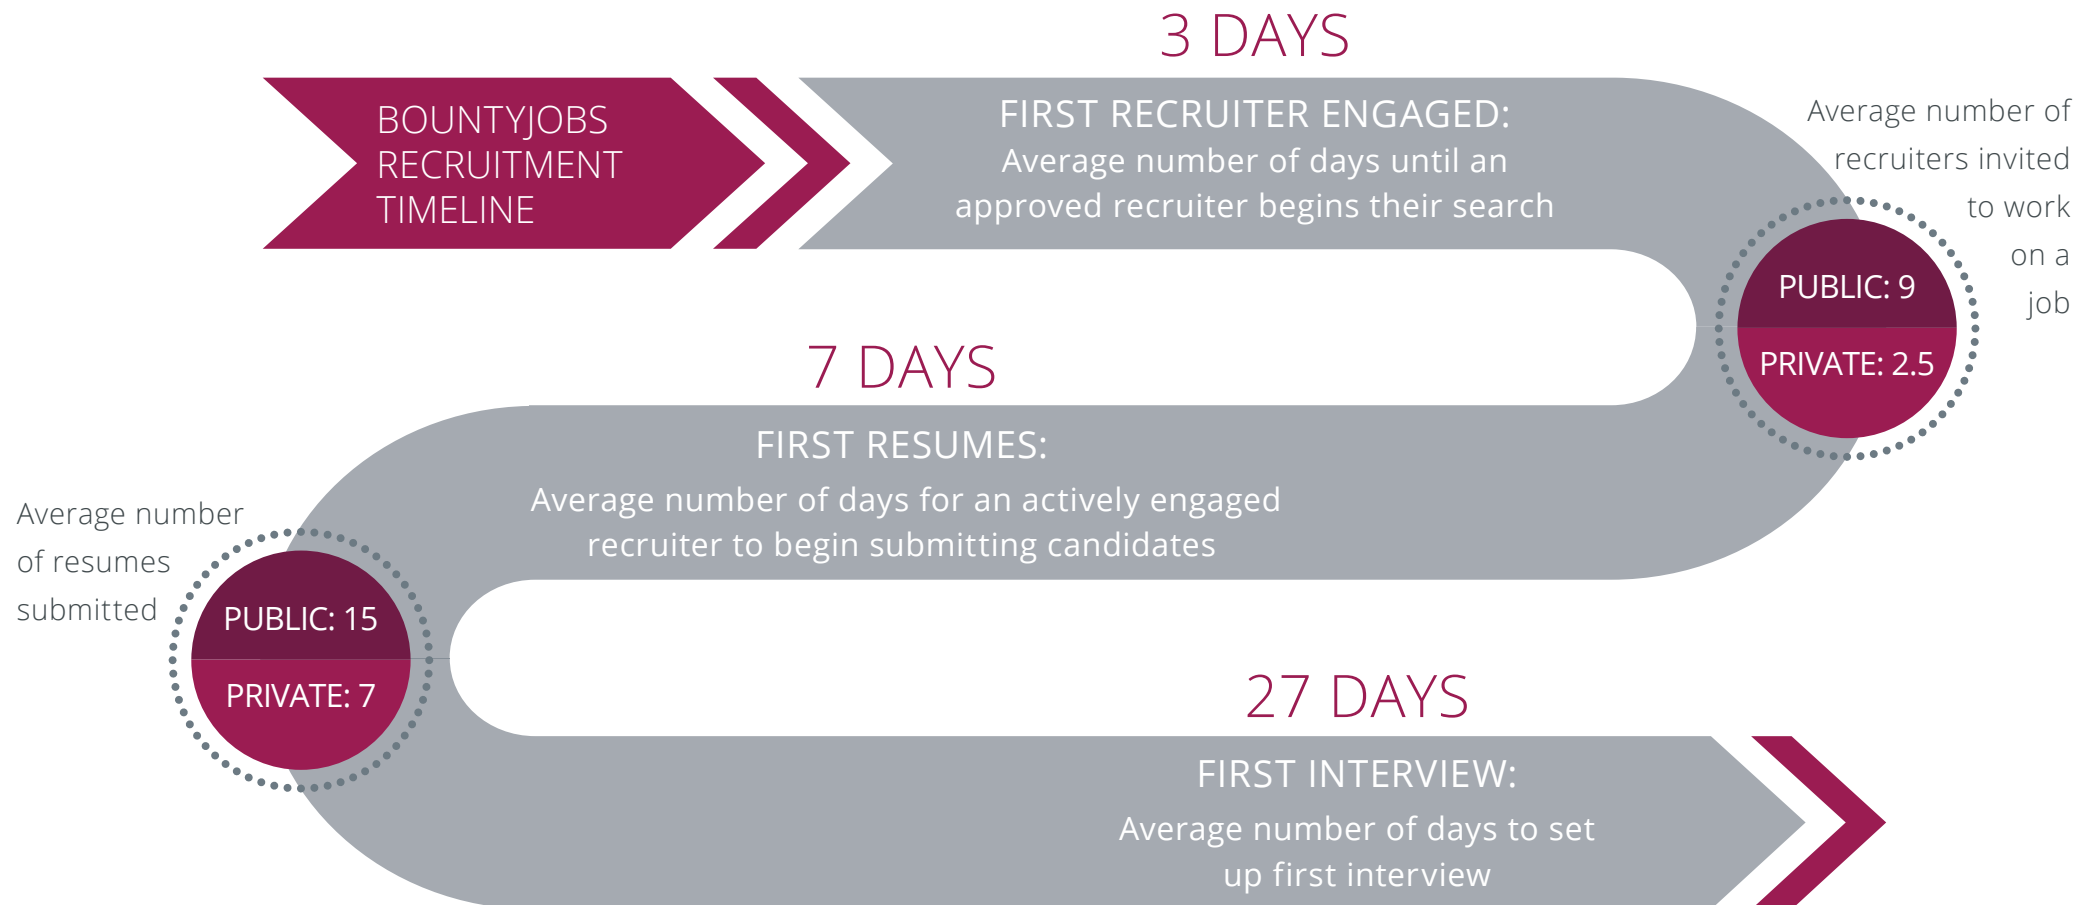 3 DAYS
BOUNTYJOBS
RECRUITMENT
TIMELINE
FIRST RECRUITER ENGAGED:
Average number of days until an
approved recruiter begins their search
Average number of
recruiters invited
to work
on a
job
PUBLIC: 9
PRIVATE: 2.5
7 DAYS
FIRST RESUMES:
Average number of days for an actively engaged
recruiter to begin submitting candidates
Average number
of resumes
submitted
PUBLIC: 15
PRIVATE: 7
27 DAYS
FIRST INTERVIEW:
Average number of days to set
up first interview